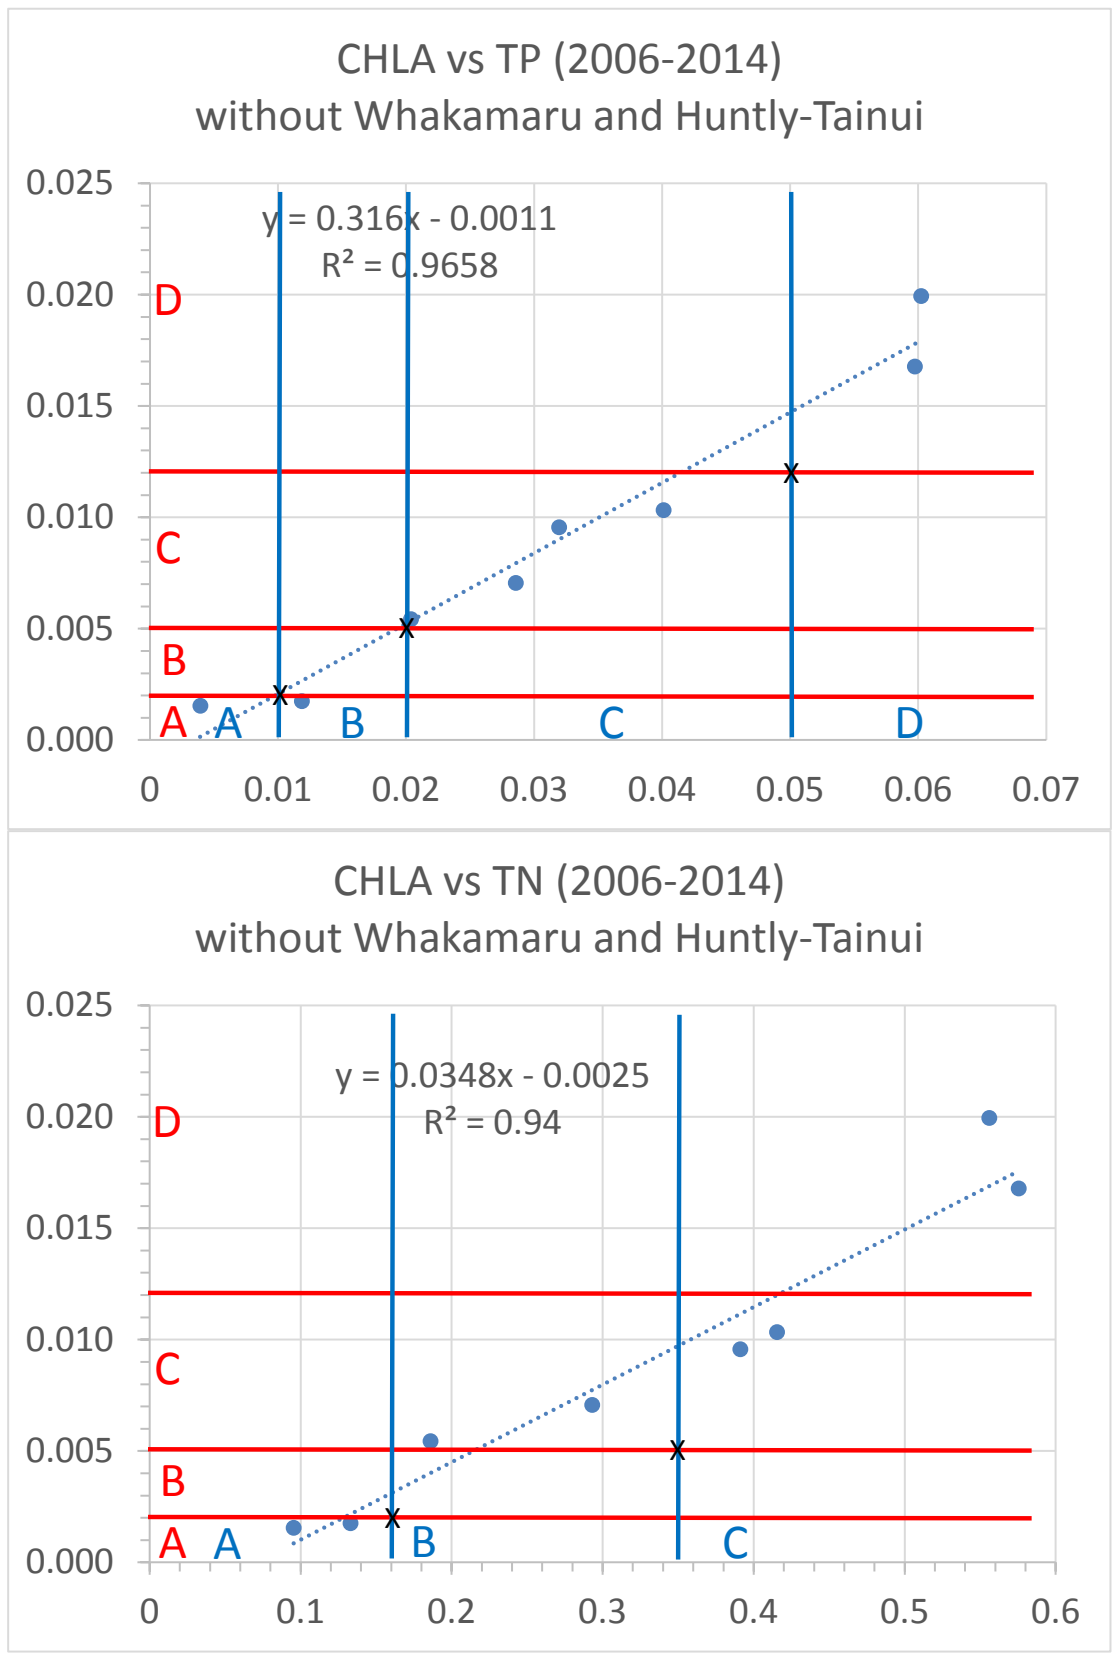 CHLA vs TP (2006-2014)
without Whakamaru and Huntly-Tainui
0.025
y = 0.316x - 0.0011
R² = 0.9658
0.020
D
0.015
X
0.010
C
0.005
X
B
X
0.000
A
A
B
C
D
0 0.01 0.02 0.03 0.04 0.05 0.06 0.07
CHLA vs TN (2006-2014)
without Whakamaru and Huntly-Tainui
0.025
y = 0.0348x - 0.0025
R² = 0.94
0.020
D
0.015
0.010
C
0.005
X
B
X
0.000
A
A
B
C
0 0.1 0.2 0.3 0.4 0.5 0.6